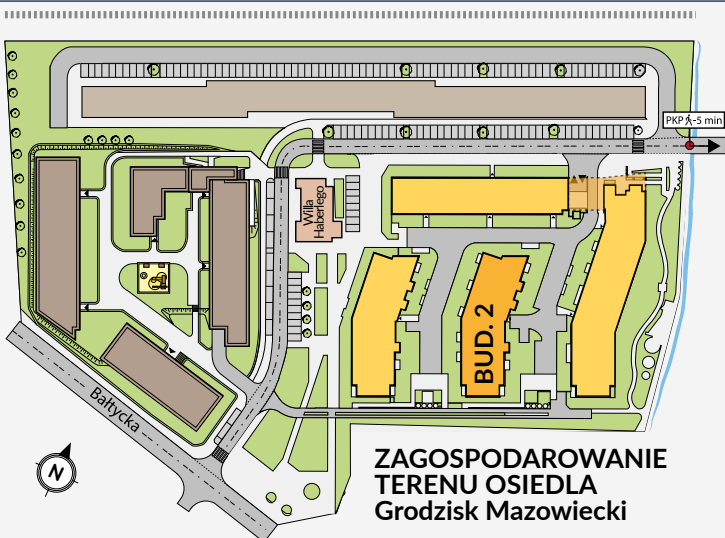 PKP -5 min
Willa
Haberlego
BUD. 2
Bałtycka
N
ZAGOSPODAROWANIE
TERENU OSIEDLA
Grodzisk Mazowiecki